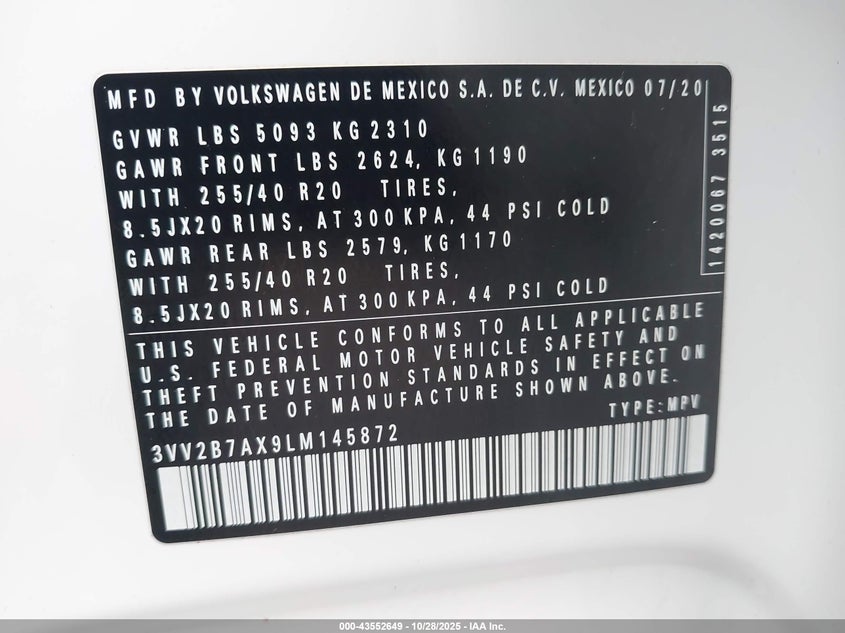 MFD BY VOLKSWAGEN DE MEXICO S.A. DE C.V. MEXICO 07/20
GVWR LBS 5093 KG 2310
GAWR FRONT LBS 2624, KG 1190
WITH 255/40 R20 TIRES,
8.5JX20 RIMS, AT 300 KPA, 44 PSI COLD
GAWR REAR LBS 2579, KG 1170
WITH 255/40 R20 TIRES,
8.5JX20 RIMS, AT 300 KPA, 44 PSI COLD
1420067 3515
THIS VEHICLE CONFORMS TO ALL APPLICABLE
U.S. FEDERAL MOTOR VEHICLE SAFETY AND
THEFT PREVENTION STANDARDS IN EFFECT ON
THE DATE OF MANUFACTURE SHOWN ABOVE.
TYPE: MPV
3VV2B7AX9LM145872
000-43552649 | 10/28/2025 - IAA Inc.